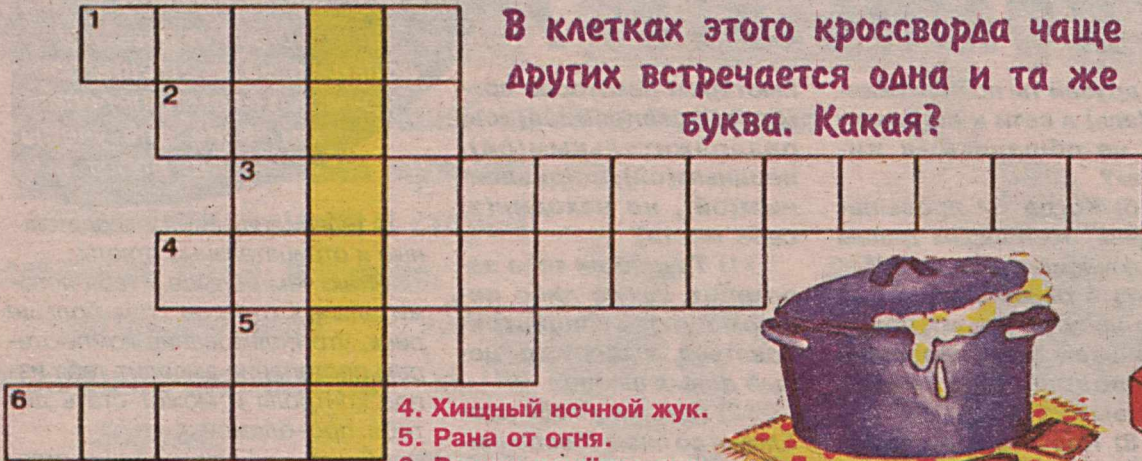 В клетках этого кроссворда чаще
других встречается одна и та же
буква. Какая?
1
2
3
4
5
6
4. Хищный ночной жук.
5. Рана от огня.